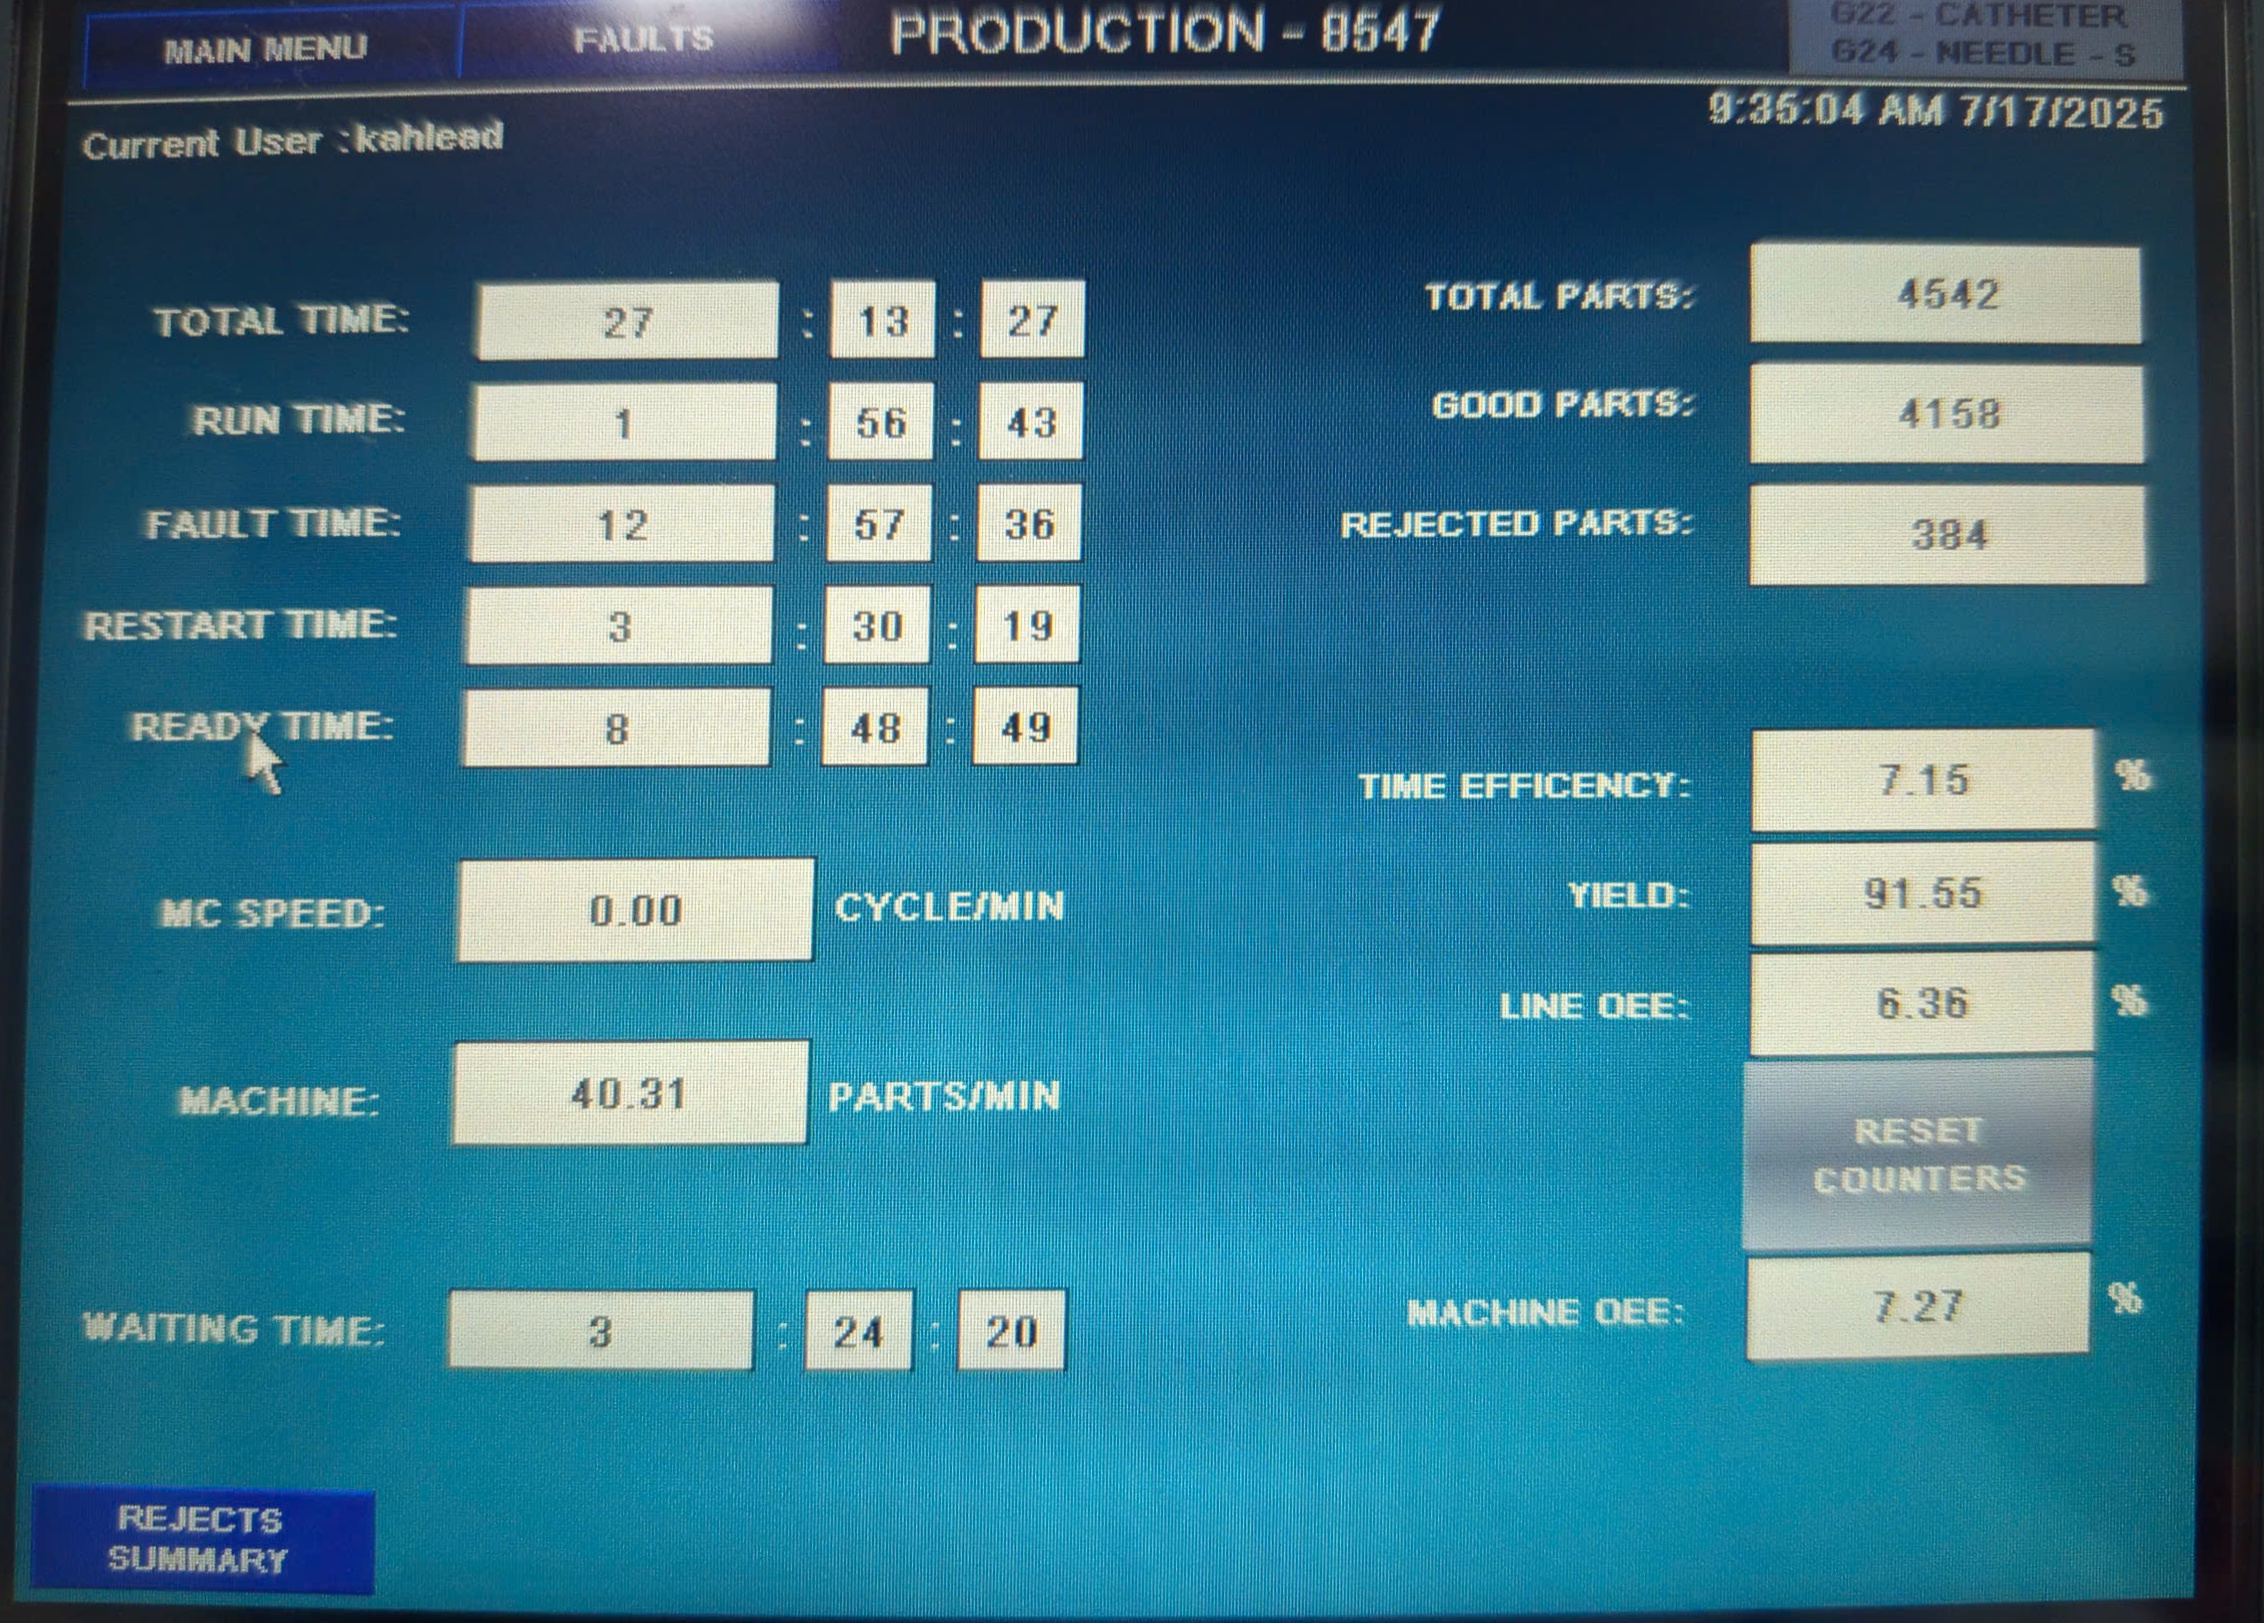 MAIN MENU
FAULTS
PRODUCTION - 8547
G22 - CATHETER
G24 - NEEDLE - S
9:35:04 AM 7/17/2025
Current User :kahlead
TOTAL TIME: 27 : 13 : 27
RUN TIME: 1 : 56 : 43
FAULT TIME: 12 : 57 : 36
RESTART TIME: 3 : 30 : 19
READY TIME: 8 : 48 : 49
MC SPEED: 0.00 CYCLE/MIN
MACHINE: 40.31 PARTS/MIN
WAITING TIME: 3 : 24 : 20
REJECTS
SUMMARY
TOTAL PARTS: 4542
GOOD PARTS: 4158
REJECTED PARTS: 384
TIME EFFICENCY: 7.15 %
YIELD: 91.55 %
LINE OEE: 6.36 %
RESET
COUNTERS
MACHINE OEE: 7.27 %